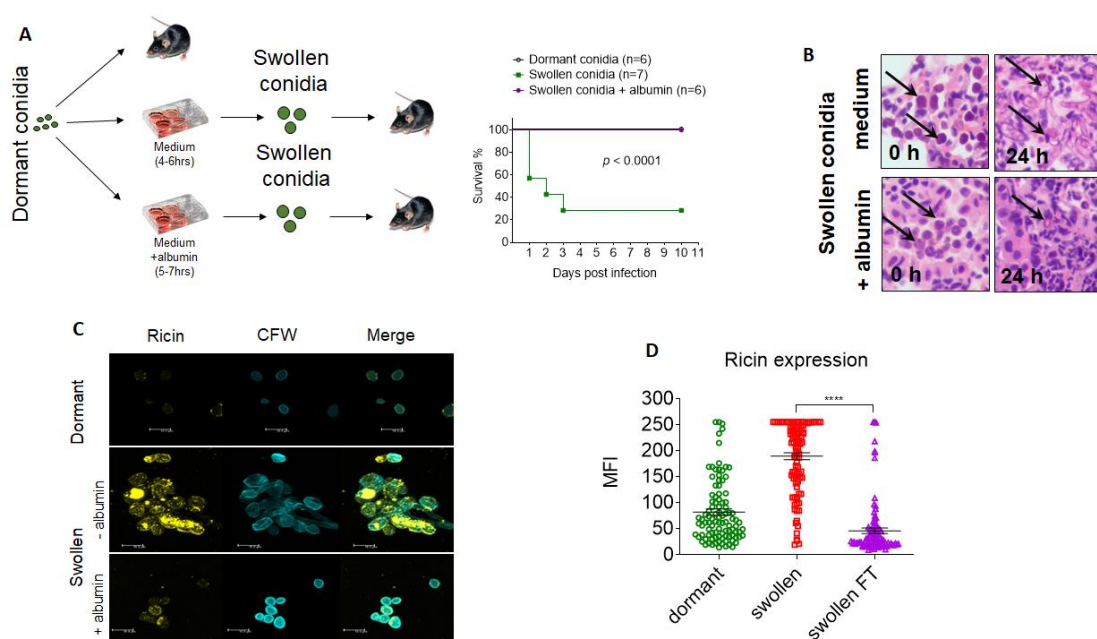 A
Dormant conidia
Medium
(4-6hrs)
Medium
+albumin
(5-7hrs)
Swollen
conidia
Swollen
conidia
Dormant conidia (n=6)
Swollen conidia (n=7)
Swollen conidia + albumin (n=6)
Survival %
100
80
60
40
20
0
p < 0.0001
1 2 3 4 5 6 7 8 9 10 11
Days post infection
B
Swollen conidia
+ albumin
medium
0 h
24 h
0 h
24 h
C
Ricin CFW Merge
Dormant
Swollen
- albumin
+ albumin
D
Ricin expression
MFI
300
250
200
150
100
50
0
****
dormant
swollen
swollen FT